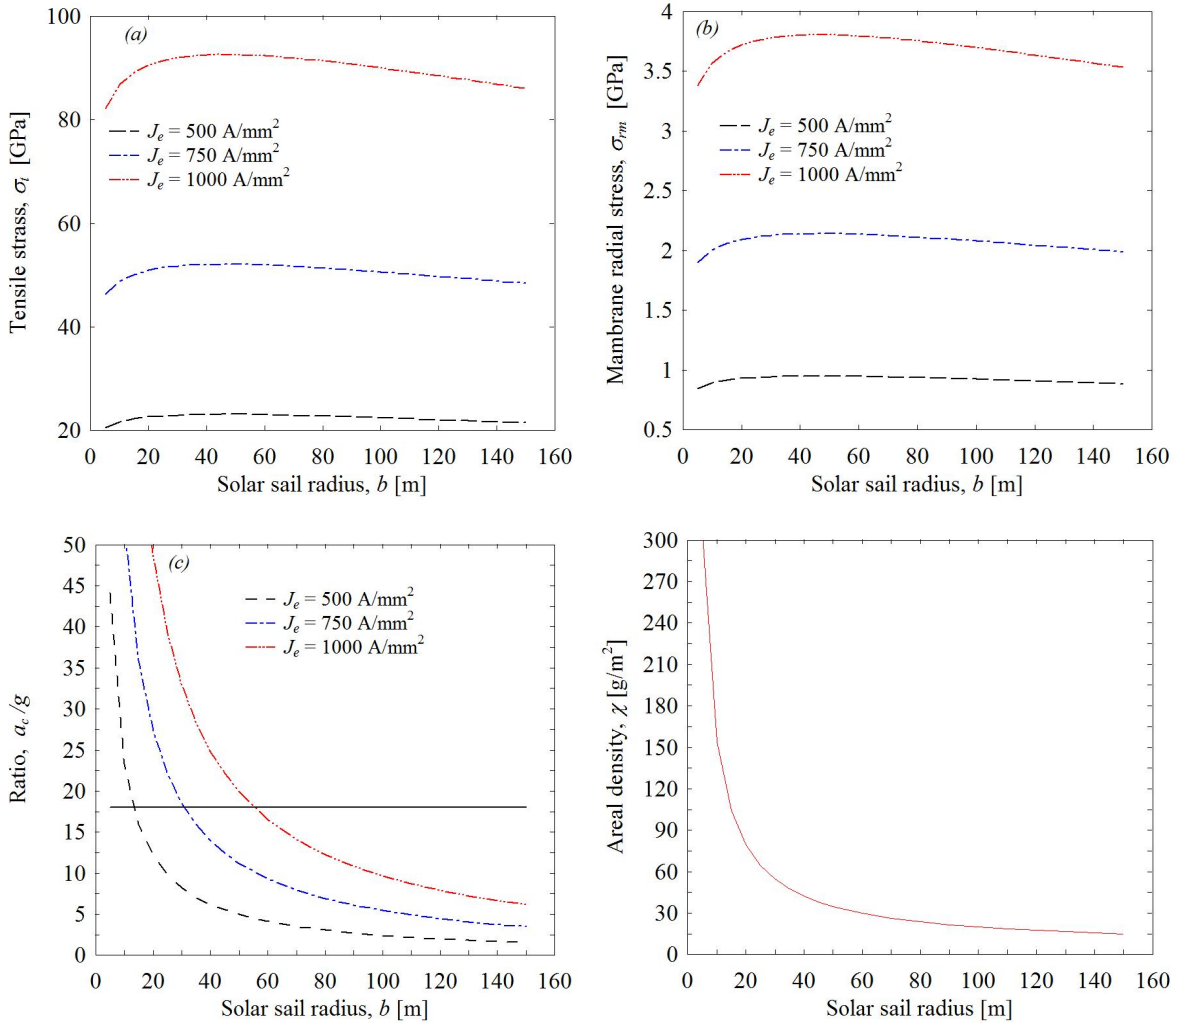 (a)
100
80
60
40
20
Tensile strass, σt [GPa]
Je = 500 A/mm2
Je = 750 A/mm2
Je = 1000 A/mm2
0 20 40 60 80 100 120 140 160
Solar sail radius, b [m]
(b)
4
3.5
3
2.5
2
1.5
1
0.5
Mambrane radial stress, σrm [GPa]
Je = 500 A/mm2
Je = 750 A/mm2
Je = 1000 A/mm2
0 20 40 60 80 100 120 140 160
Solar sail radius, b [m]
(c)
50
45
40
35
30
25
20
15
10
5
0
Ratio, ac/g
Je = 500 A/mm2
Je = 750 A/mm2
Je = 1000 A/mm2
0 20 40 60 80 100 120 140 160
Solar sail radius, b [m]
300
270
240
210
180
150
120
90
60
30
0
Areal density, χ [g/m2]
0 20 40 60 80 100 120 140 160
Solar sail radius [m]